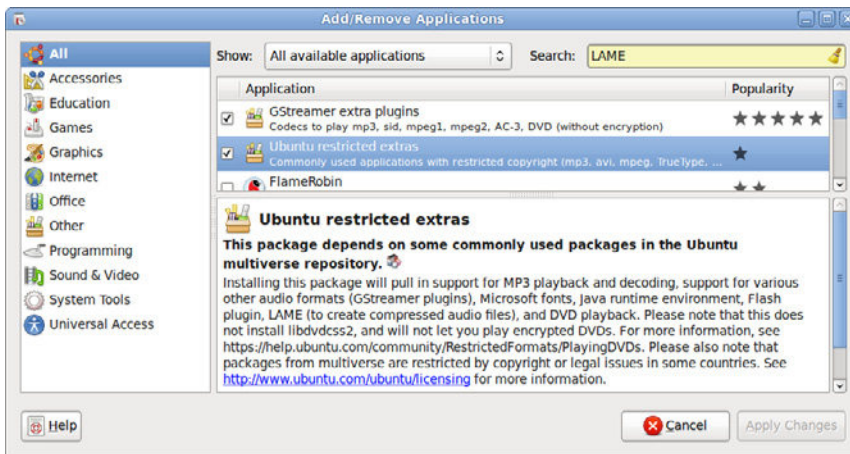 Add/Remove Applications
All
Accessories
Education
Games
Graphics
Internet
Office
Other
Programming
Sound & Video
System Tools
Universal Access
Show: All available applications Search: LAME
Application Popularity
GStreamer extra plugins
Codecs to play mp3, sid, mpeg1, mpeg2, AC-3, DVD (without encryption)
Ubuntu restricted extras
Commonly used applications with restricted copyright (mp3, avi, mpeg, TrueType, ...
FlameRobin
Ubuntu restricted extras
This package depends on some commonly used packages in the Ubuntu
multiverse repository.
Installing this package will pull in support for MP3 playback and decoding, support for various
other audio formats (GStreamer plugins), Microsoft fonts, Java runtime environment, Flash
plugin, LAME (to create compressed audio files), and DVD playback. Please note that this does
not install libdvdcss2, and will not let you play encrypted DVDs. For more information, see
https://help.ubuntu.com/community/RestrictedFormats/PlayingDVDs. Please also note that
packages from multiverse are restricted by copyright or legal issues in some countries. See
http://www.ubuntu.com/ubuntu/licensing for more information.
Help
Cancel
Apply Changes